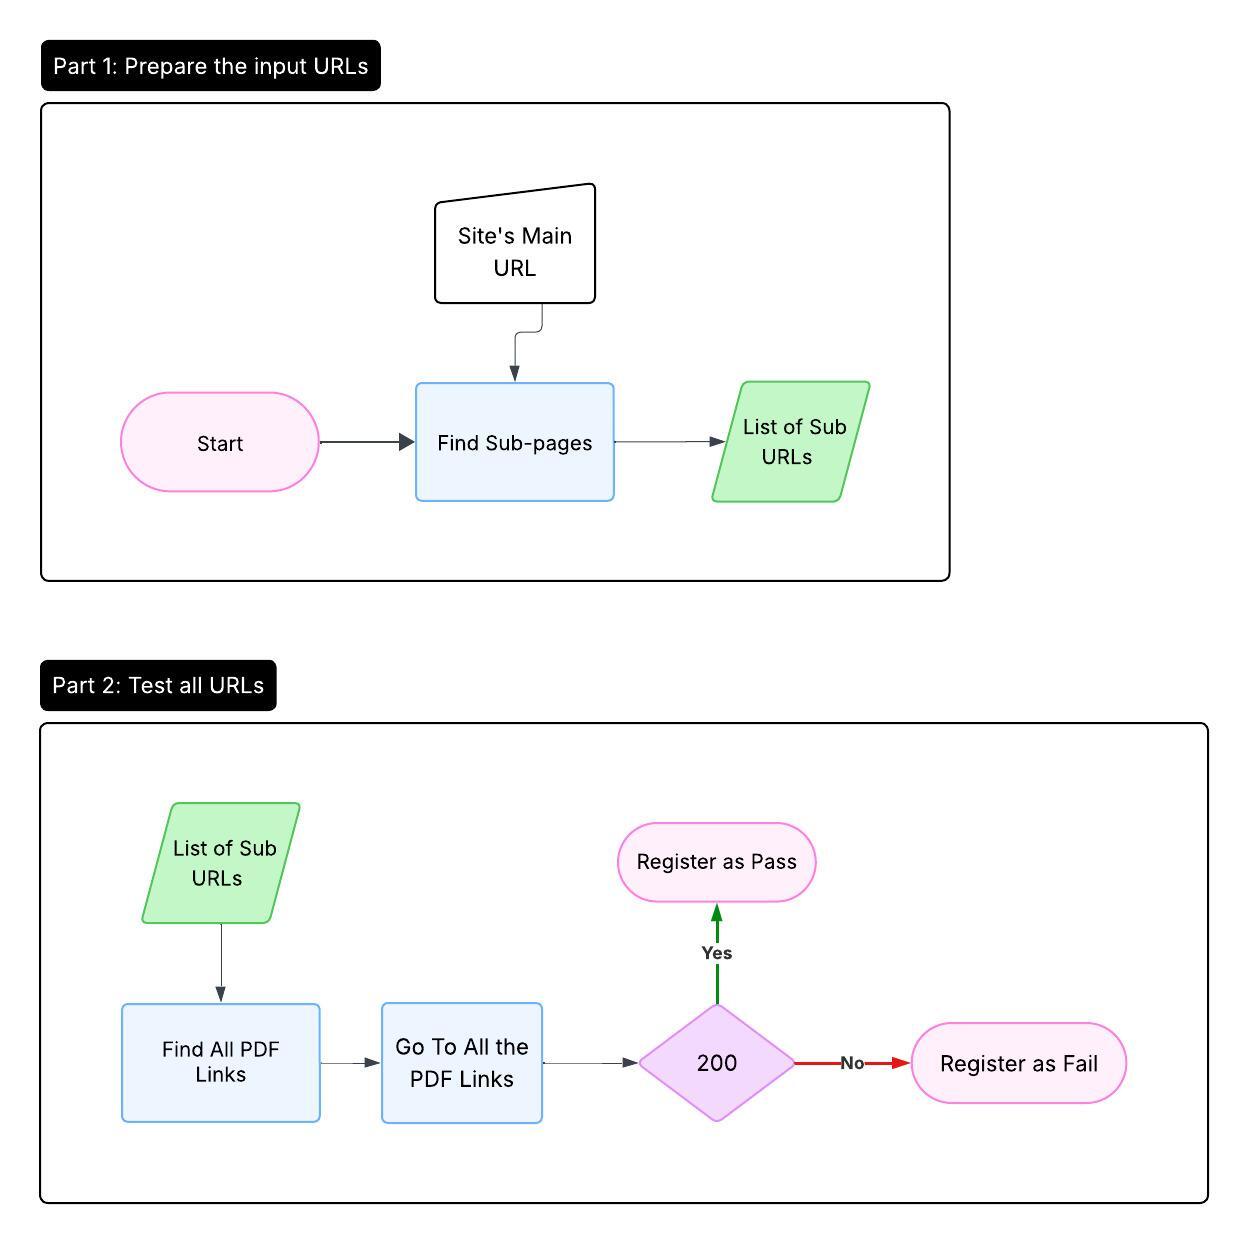 Part 1: Prepare the input URLs
Site's Main
URL
Start
Find Sub-pages
List of Sub
URLs
Part 2: Test all URLs
List of Sub
URLs
Register as Pass
Yes
Find All PDF
Links
Go To All the
PDF Links
200
No
Register as Fail